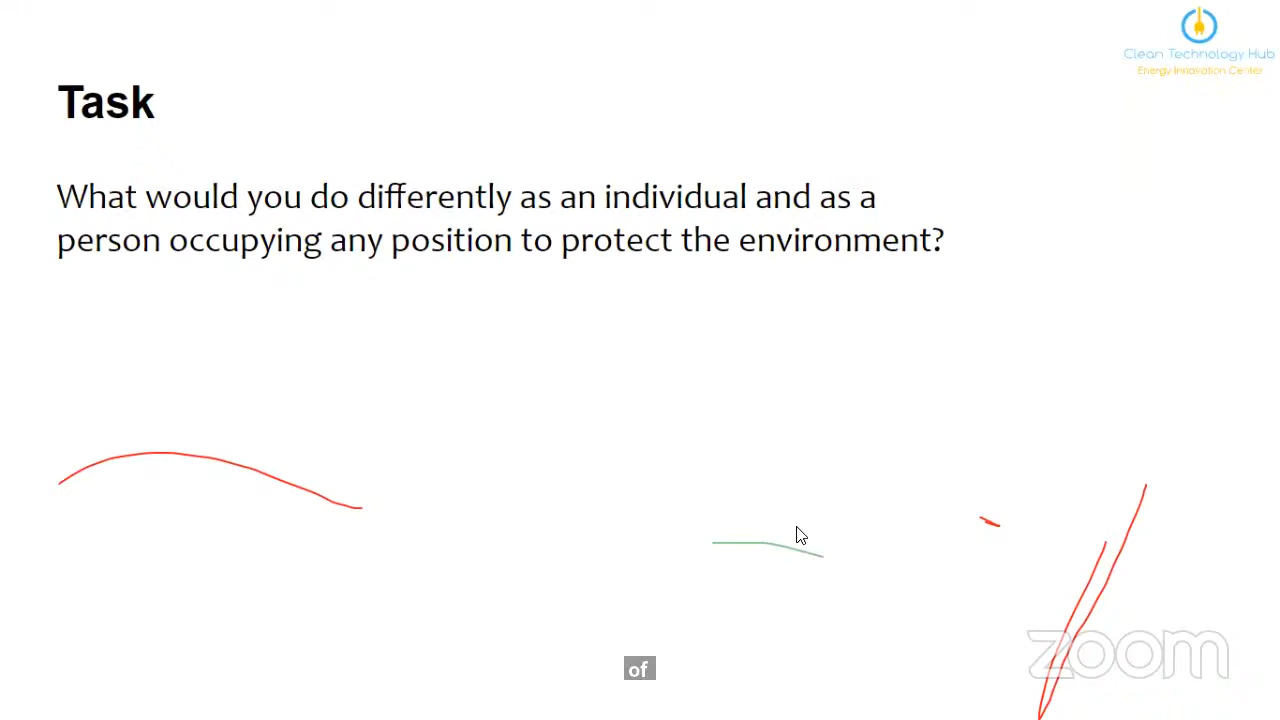 Clean Technology Hub
Energy Innovation Center
Task
What would you do differently as an individual and as a
person occupying any position to protect the environment?
zoom
of